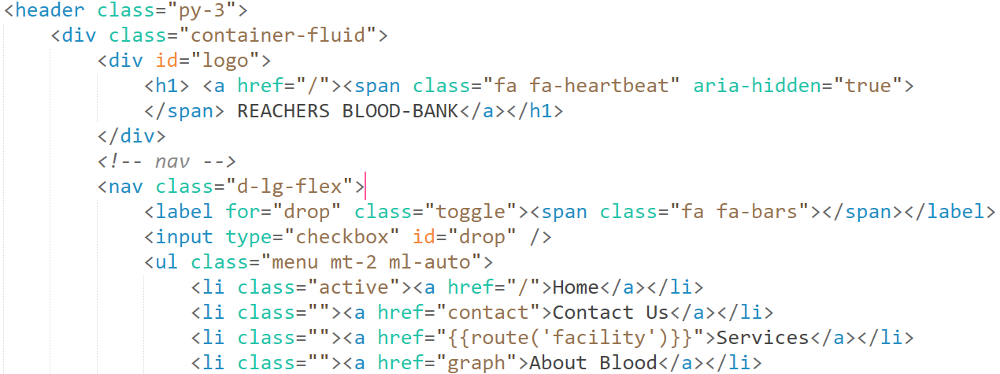 <header class="py-3">
<div class="container-fluid">
<div id="logo">
<h1> <a href="/"><span class="fa fa-heartbeat" aria-hidden="true">
</span> REACHERS BLOOD-BANK</a></h1>
</div>
<!-- nav -->
<nav class="d-lg-flex">
<label for="drop" class="toggle"><span class="fa fa-bars"></span></label>
<input type="checkbox" id="drop" />
<ul class="menu mt-2 ml-auto">
<li class="active"><a href="/">Home</a></li>
<li class=""><a href="contact">Contact Us</a></li>
<li class=""><a href="{{route('facility')}}">Services</a></li>
<li class=""><a href="graph">About Blood</a></li>